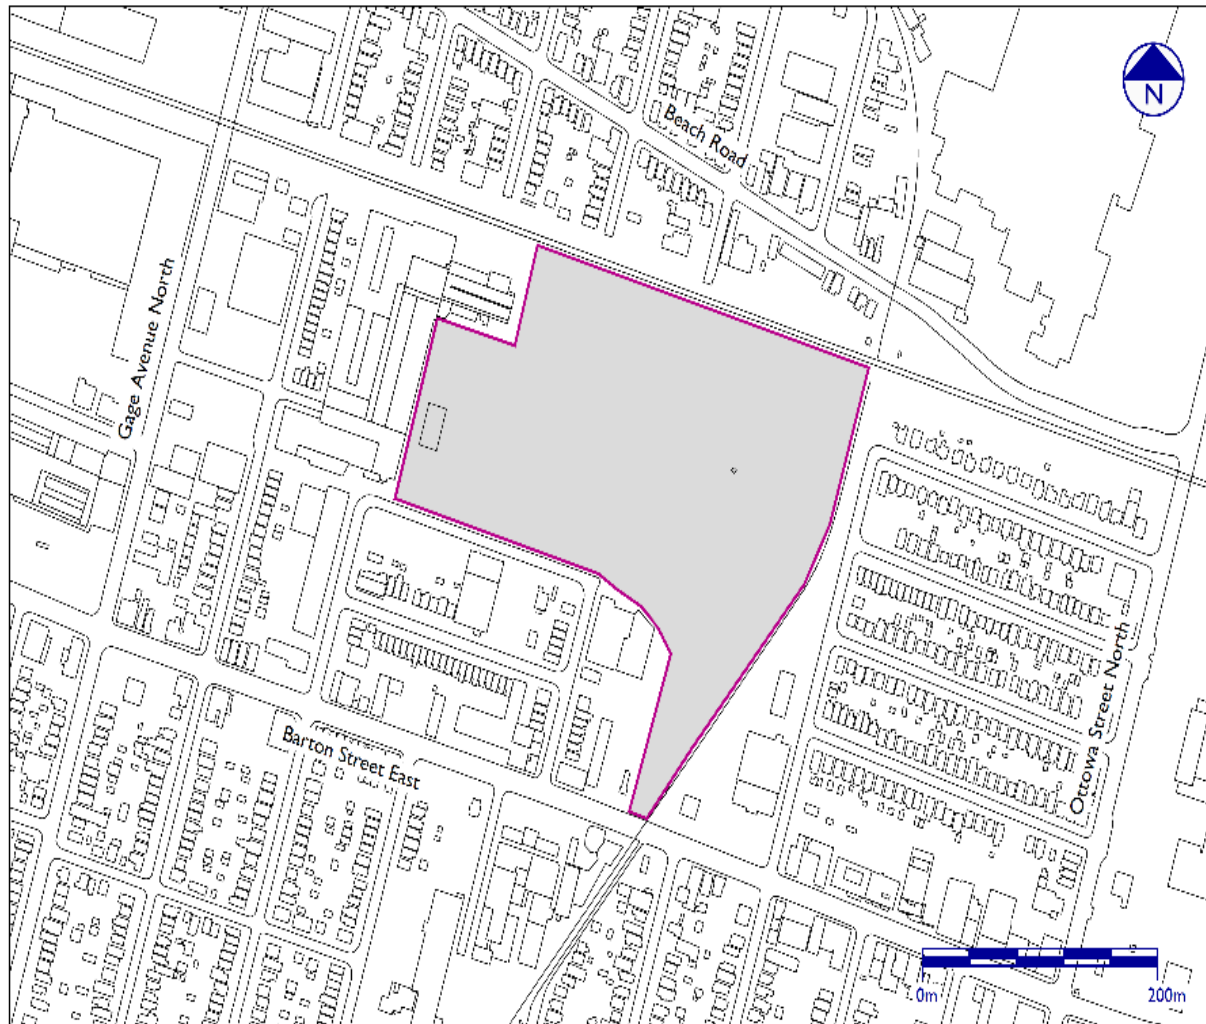 N
Beach Road
Gage Avenue North
Ottowa Street North
Barton Street East
0m 200m